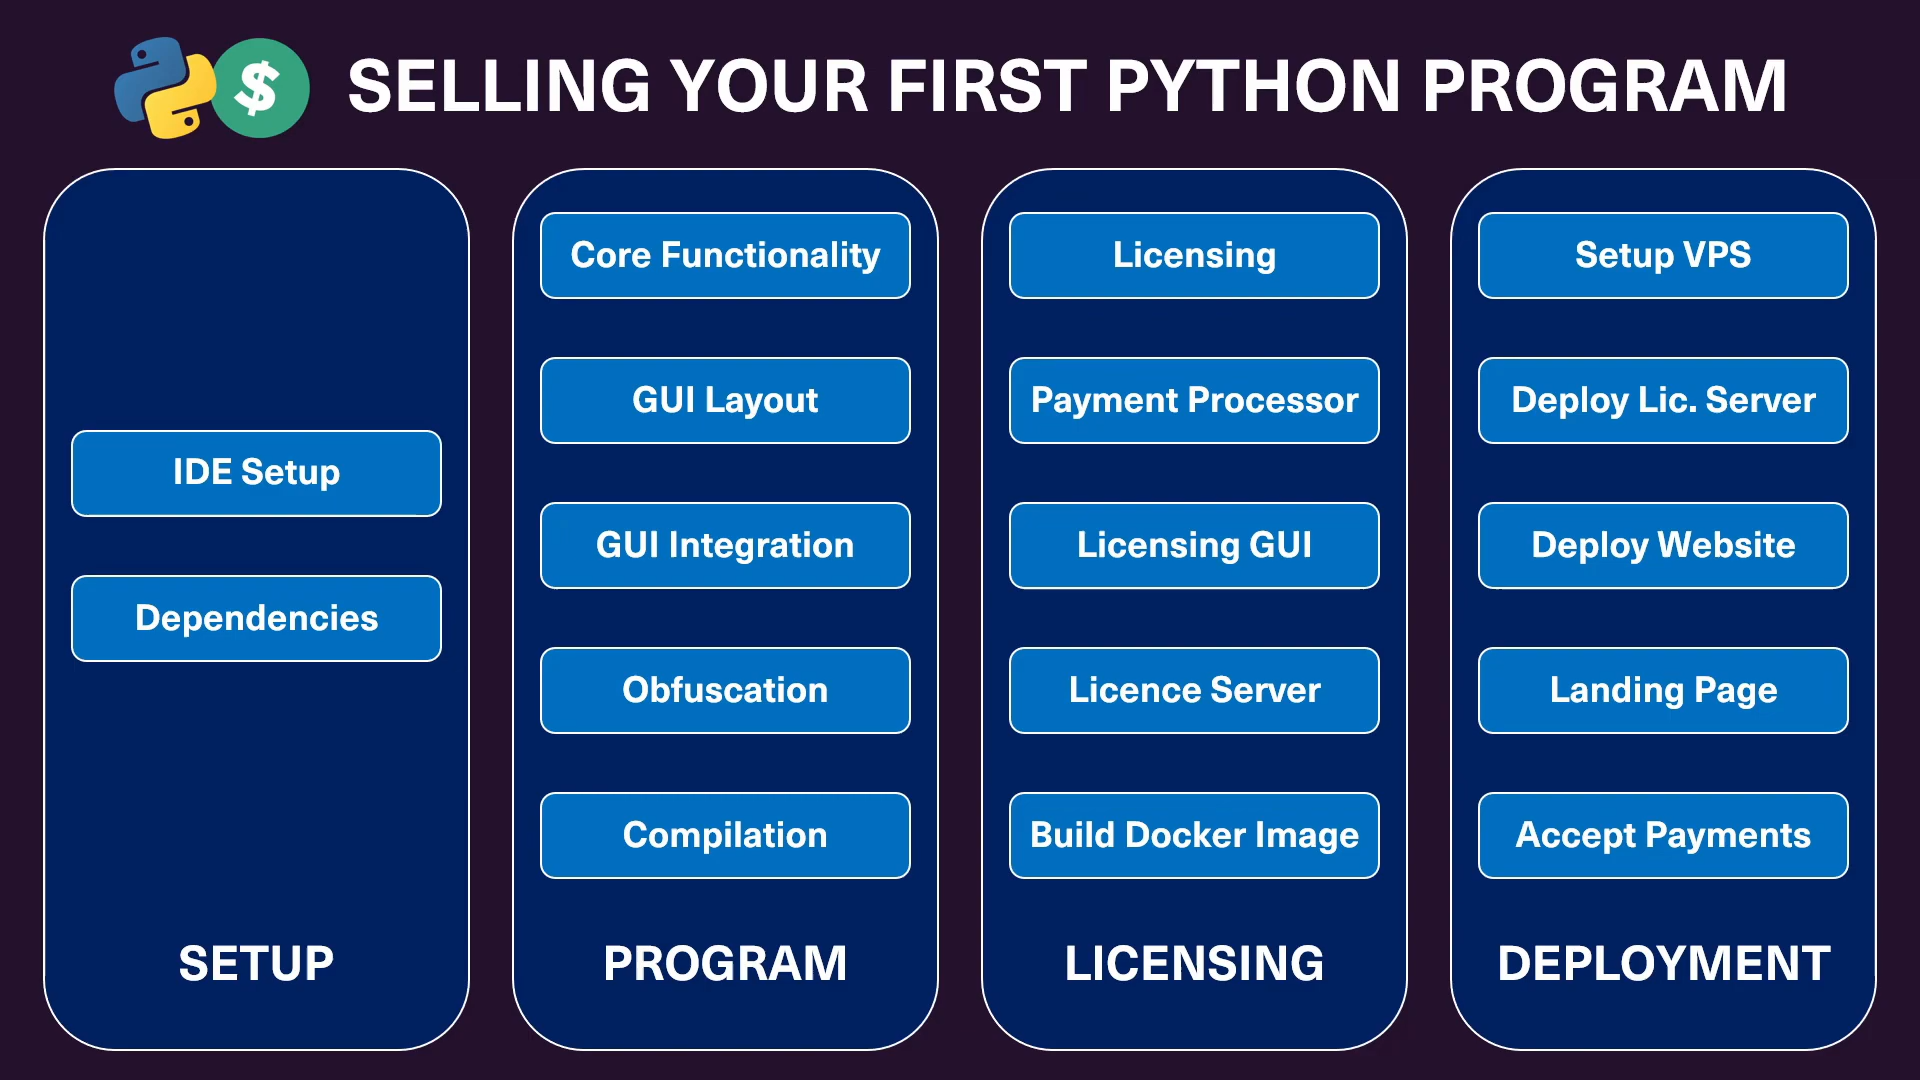 $ SELLING YOUR FIRST PYTHON PROGRAM
IDE Setup
Dependencies
SETUP
Core Functionality
GUI Layout
GUI Integration
Obfuscation
Compilation
PROGRAM
Licensing
Payment Processor
Licensing GUI
Licence Server
Build Docker Image
LICENSING
Setup VPS
Deploy Lic. Server
Deploy Website
Landing Page
Accept Payments
DEPLOYMENT